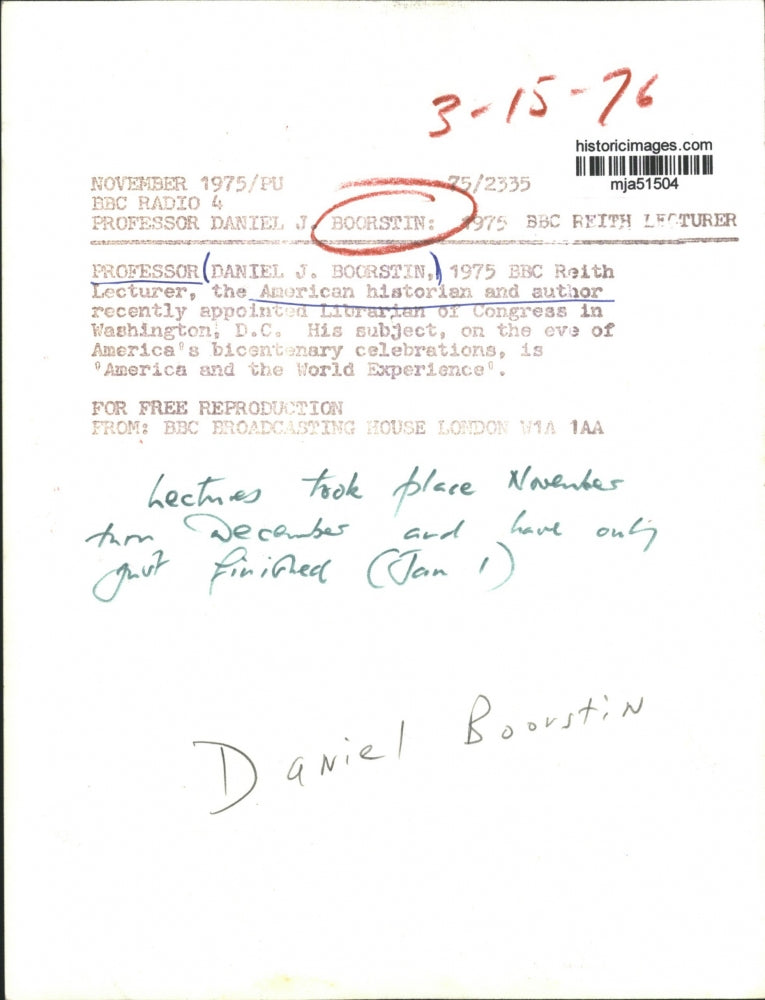 3-15-76
historicimages.com
mja51504
NOVEMBER 1975/PU 75/2335
BBC RADIO 4
PROFESSOR DANIEL J. BOORSTIN: 1975 BBC REITH LECTURER
PROFESSOR (DANIEL J. BOORSTIN,) 1975 BBC Reith
Lecturer, the American historian and author
recently appointed Librarian of Congress in
Washington, D.C. His subject, on the eve of
America's bicentenary celebrations, is
'America and the World Experience'.
FOR FREE REPRODUCTION
FROM: BBC BROADCASTING HOUSE LONDON W1A 1AA
Lectures took place November
thru December and have only
just finished (Jan 1)
Daniel Boorstin